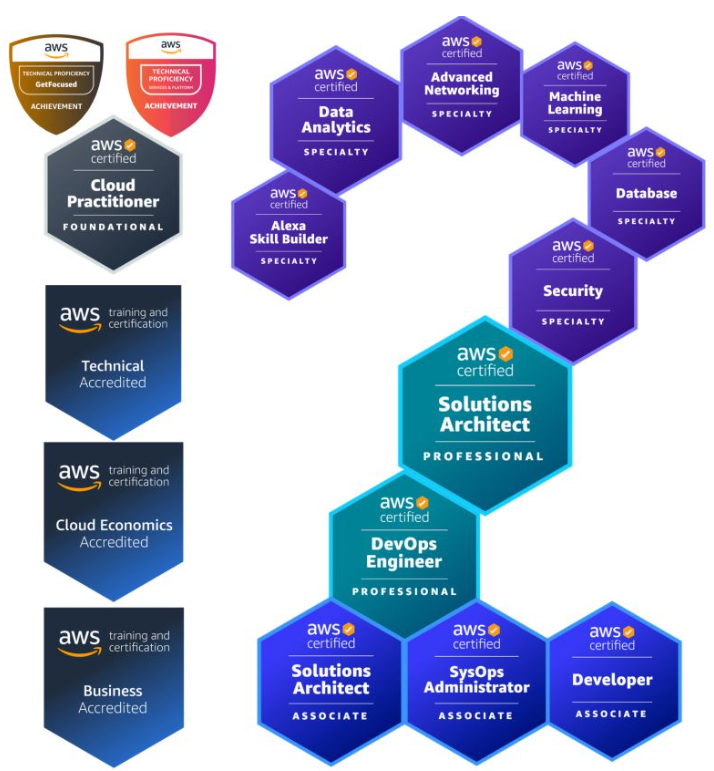 aws
TECHNICAL PROFICIENCY
GetFocused
ACHIEVEMENT
aws
TECHNICAL
PROFICIENCY
SERVICES & PLATFORM
ACHIEVEMENT
aws
certified
Cloud
Practitioner
FOUNDATIONAL
aws training and
certification
Technical
Accredited
aws training and
certification
Cloud Economics
Accredited
aws training and
certification
Business
Accredited
aws
certified
Alexa
Skill Builder
SPECIALTY
aws
certified
Data
Analytics
SPECIALTY
aws
certified
Advanced
Networking
SPECIALTY
aws
certified
Machine
Learning
SPECIALTY
aws
certified
Database
SPECIALTY
aws
certified
Security
SPECIALTY
aws
certified
Solutions
Architect
PROFESSIONAL
aws
certified
DevOps
Engineer
PROFESSIONAL
aws
certified
Solutions
Architect
ASSOCIATE
aws
certified
SysOps
Administrator
ASSOCIATE
aws
certified
Developer
ASSOCIATE